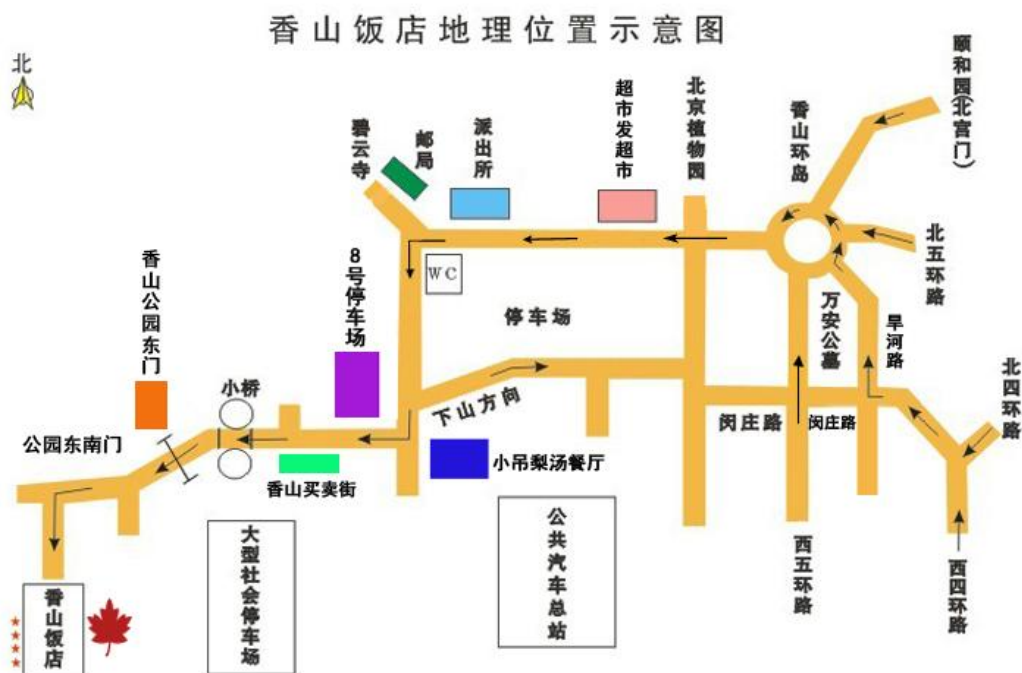 香山饭店地理位置示意图
北
碧云寺
邮局
派出所
超市发超市
北京植物园
香山环岛
颐和园(北宫门)
北五环路
WC
8号停车场
香山公园东门
停车场
万安公墓
旱河路
北四环路
小桥
下山方向
闵庄路
闵庄路
公园东南门
香山买卖街
小吊梨汤餐厅
大型社会停车场
公共汽车总站
西五环路
西四环路
香山饭店